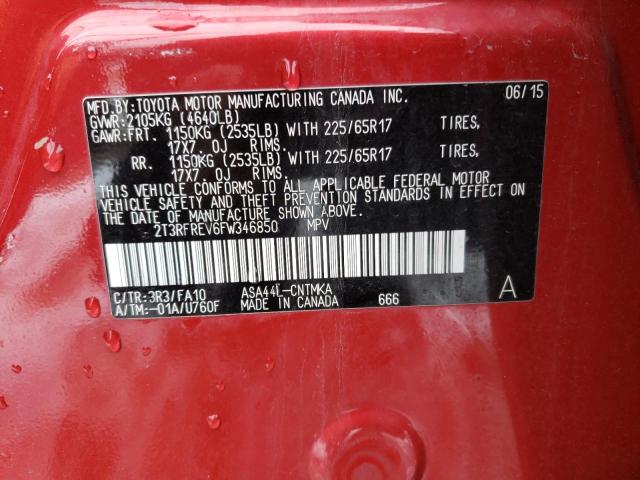 MFD. BY: TOYOTA MOTOR MANUFACTURING CANADA INC. 06/15
GVWR: 2105KG (4640LB)
GAWR: FRT. 1150KG (2535LB) WITH 225/65R17 TIRES,
17X7.0J RIMS.
RR. 1150KG (2535LB) WITH 225/65R17 TIRES,
17X7.0J RIMS.
THIS VEHICLE CONFORMS TO ALL APPLICABLE FEDERAL MOTOR
VEHICLE SAFETY AND THEFT PREVENTION STANDARDS IN EFFECT ON
THE DATE OF MANUFACTURE SHOWN ABOVE.
2T3RFREV6FW346850 MPV
C/TR: 3R3/FA10 ASA44L-CNTMKA
A/TM: -01A/U760F MADE IN CANADA 666 A